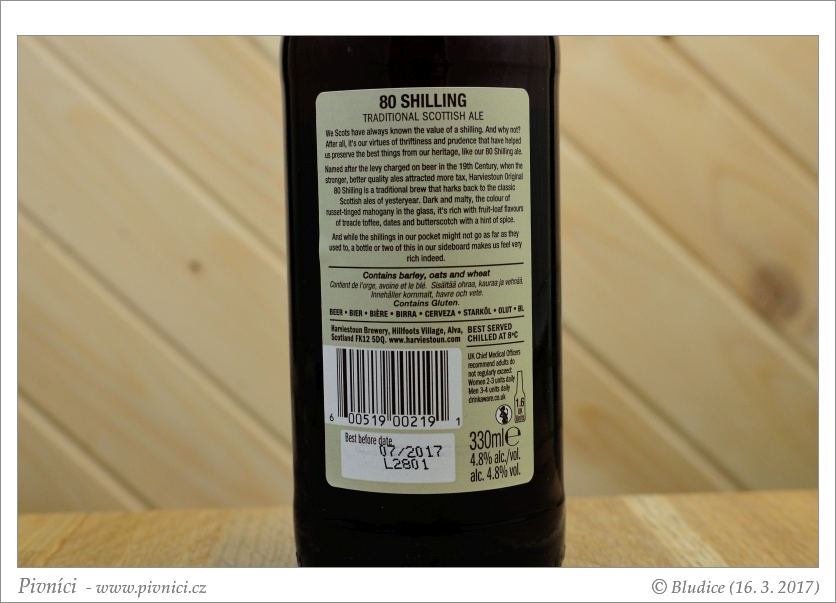 80 SHILLING
TRADITIONAL SCOTTISH ALE
We Scots have always known the value of a shilling. And why not?
After all, it's our virtues of thriftiness and prudence that have helped
us preserve the best things from our heritage, like our 80 Shilling ale.
Named after the levy charged on beer in the 19th Century, when the
stronger, better quality ales attracted more tax, Harviestoun Original
80 Shilling is a traditional brew that harks back to the classic
Scottish ales of yesteryear. Dark and malty, the colour of
russet-tinged mahogany in the glass, it's rich with fruit-loaf flavours
of treacle toffee, dates and butterscotch with a hint of spice.
And while the shillings in our pocket might not go as far as they
used to, a bottle or two of this in our sideboard makes us feel very
rich indeed.
Contains barley, oats and wheat
Contient de l'orge, avoine et le blé. Sisältää ohraa, kauraa ja vehnää.
Innehåller kornmalt, havre och vete.
Contains Gluten.
BEER • BIER • BIÈRE • BIRRA • CERVEZA • STARKÖL • OLUT • ØL
Harviestoun Brewery, Hillfoots Village, Alva,
Scotland FK12 5DQ. www.harviestoun.com
BEST SERVED
CHILLED AT 8°C
UK Chief Medical Officers
recommend adults do
not regularly exceed:
Women 2-3 units daily
Men 3-4 units daily
drinkaware.co.uk
1.6
UK
Units
6 00519 00219 1
Best before date
07/2017
L2801
330ml℮
4.8% alc./vol.
alc. 4.8% vol.
Pivníci - www.pivnici.cz
© Bludice (16. 3. 2017)